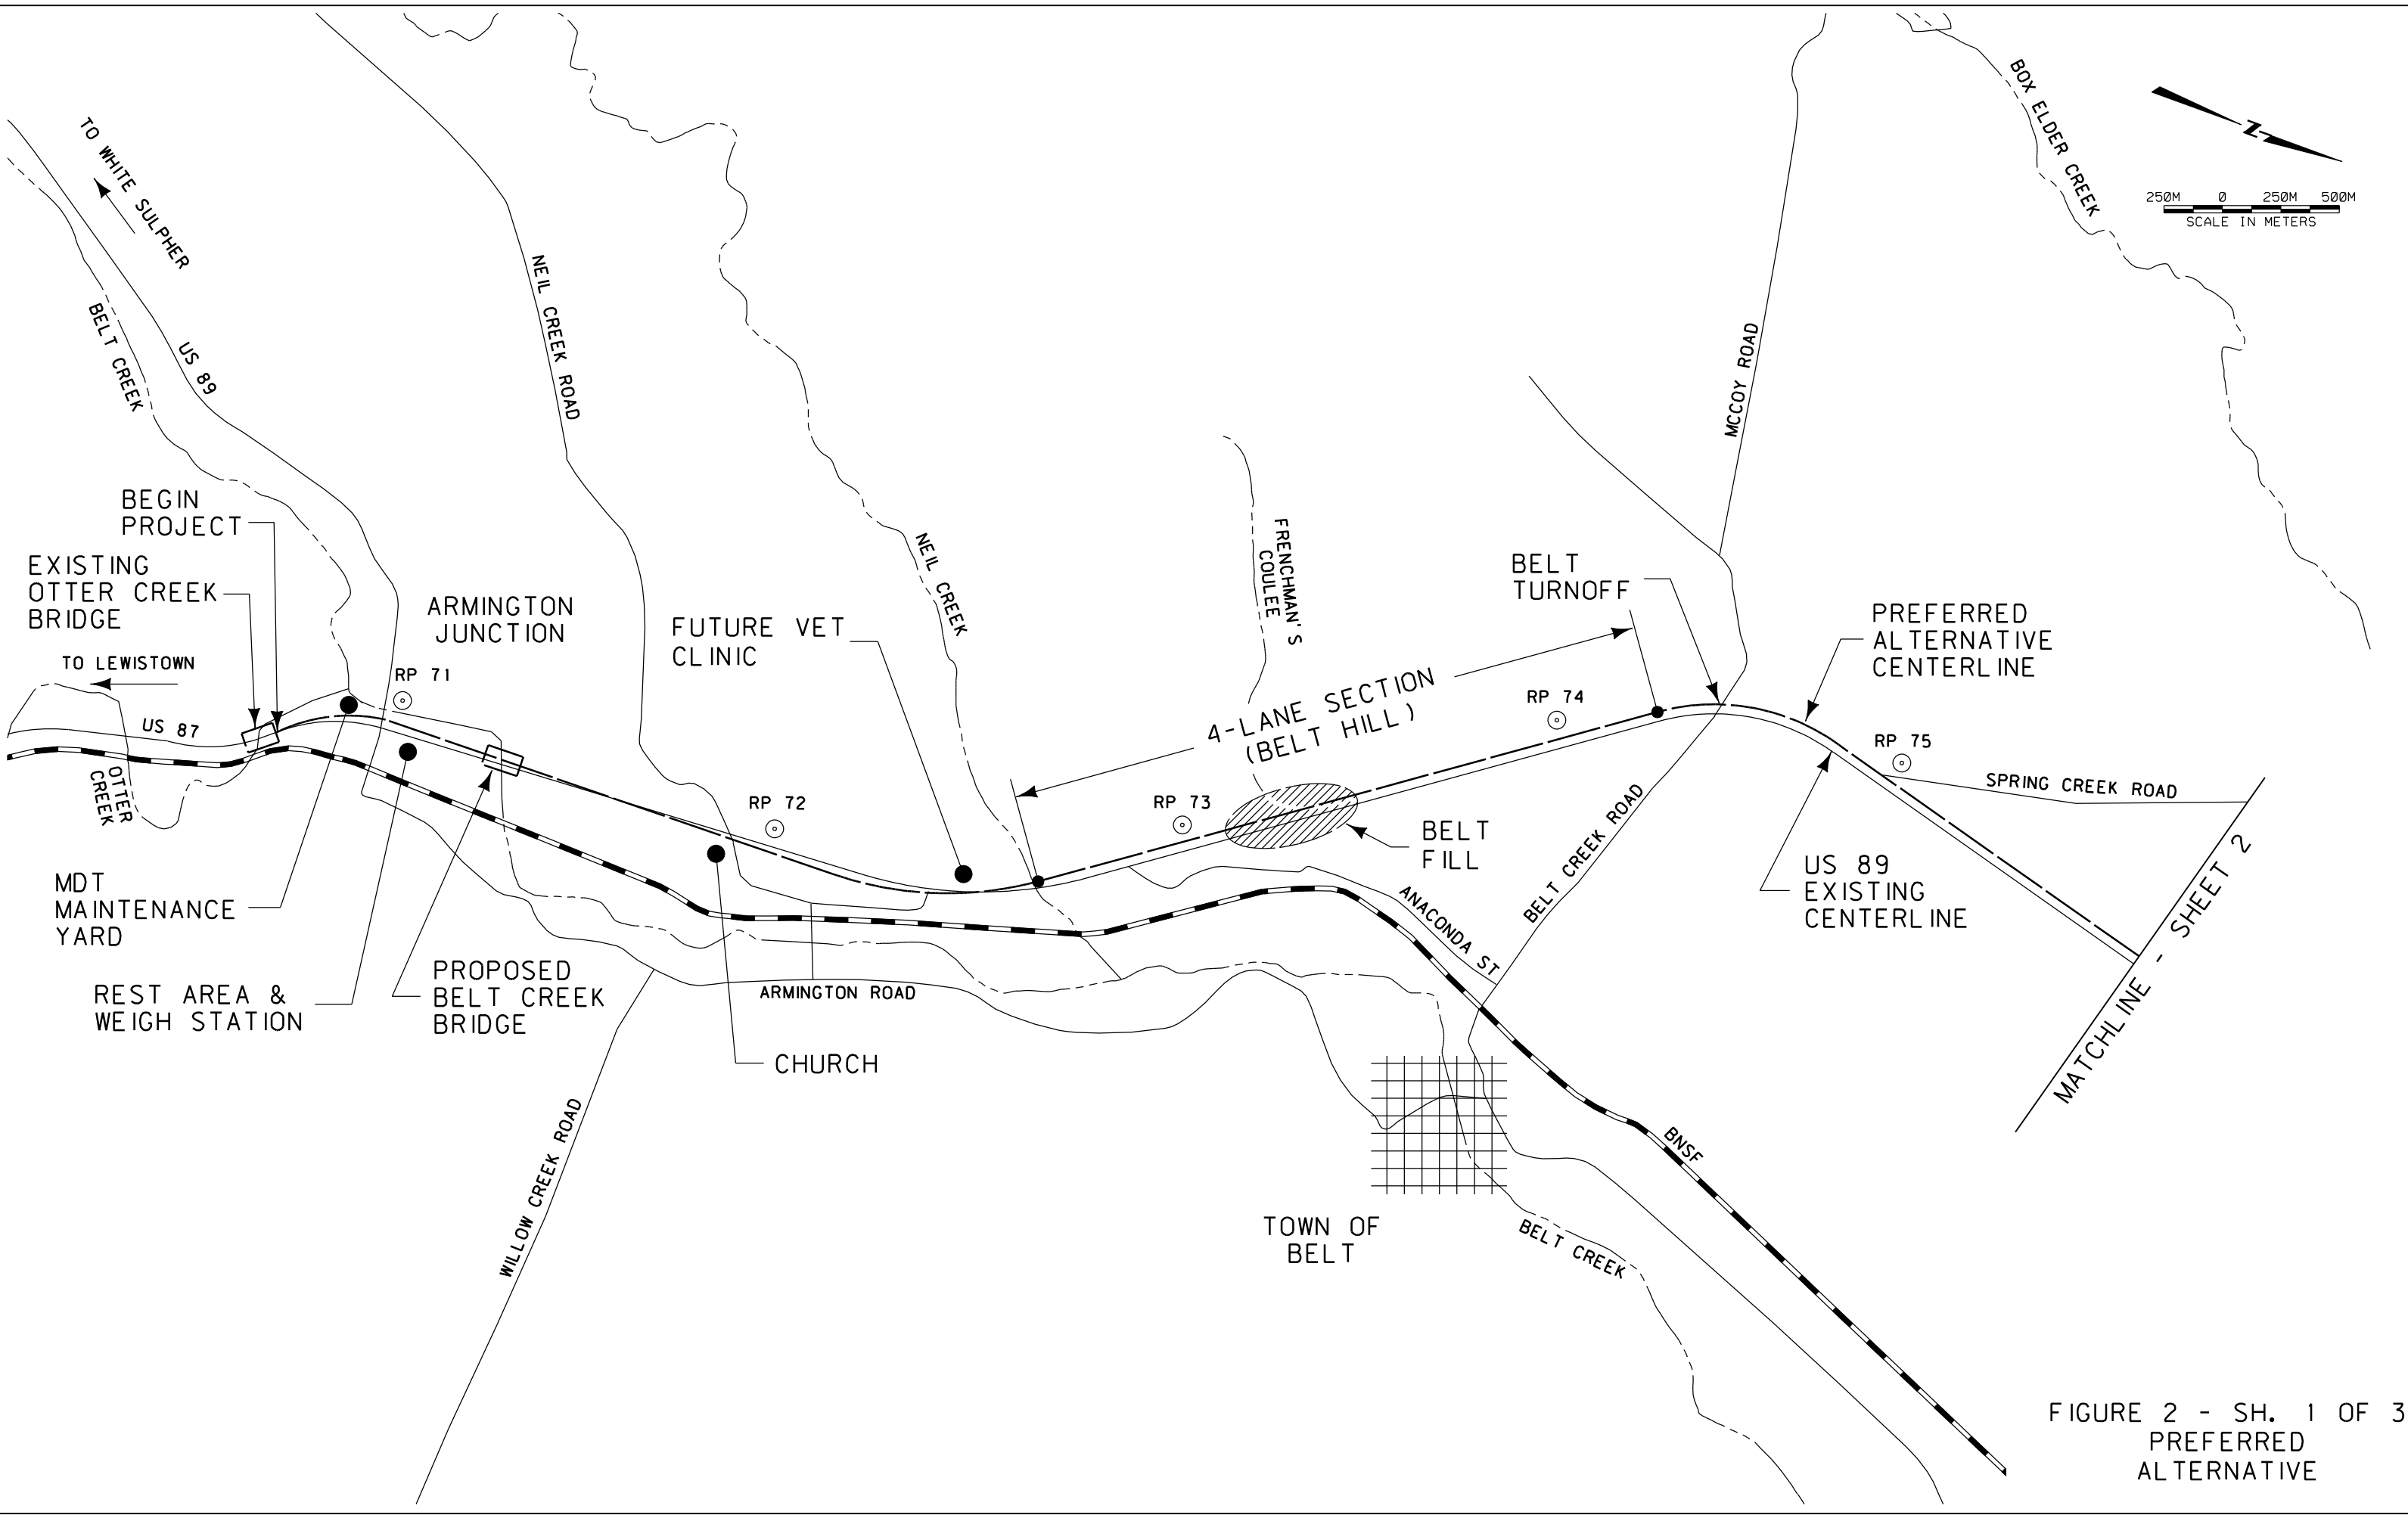 BOX ELDER CREEK
N
250M 0 250M 500M
SCALE IN METERS
TO WHITE SULPHER
BELT CREEK
US 89
NEIL CREEK ROAD
MCCOY ROAD
BEGIN
PROJECT
EXISTING
OTTER CREEK
BRIDGE
TO LEWISTOWN
US 87
OTTER
CREEK
ARMINGTON
JUNCTION
RP 71
FUTURE VET
CLINIC
NEIL CREEK
FRENCHMAN'S
COULEE
BELT
TURNOFF
4-LANE SECTION
(BELT HILL)
RP 72
RP 73
RP 74
RP 75
PREFERRED
ALTERNATIVE
CENTERLINE
SPRING CREEK ROAD
BELT
FILL
BELT CREEK ROAD
US 89
EXISTING
CENTERLINE
MATCHLINE - SHEET 2
MDT
MAINTENANCE
YARD
REST AREA &
WEIGH STATION
PROPOSED
BELT CREEK
BRIDGE
ARMINGTON ROAD
ANACONDA ST
CHURCH
WILLOW CREEK ROAD
BNSF
TOWN OF
BELT
BELT CREEK
FIGURE 2 - SH. 1 OF 3
PREFERRED
ALTERNATIVE